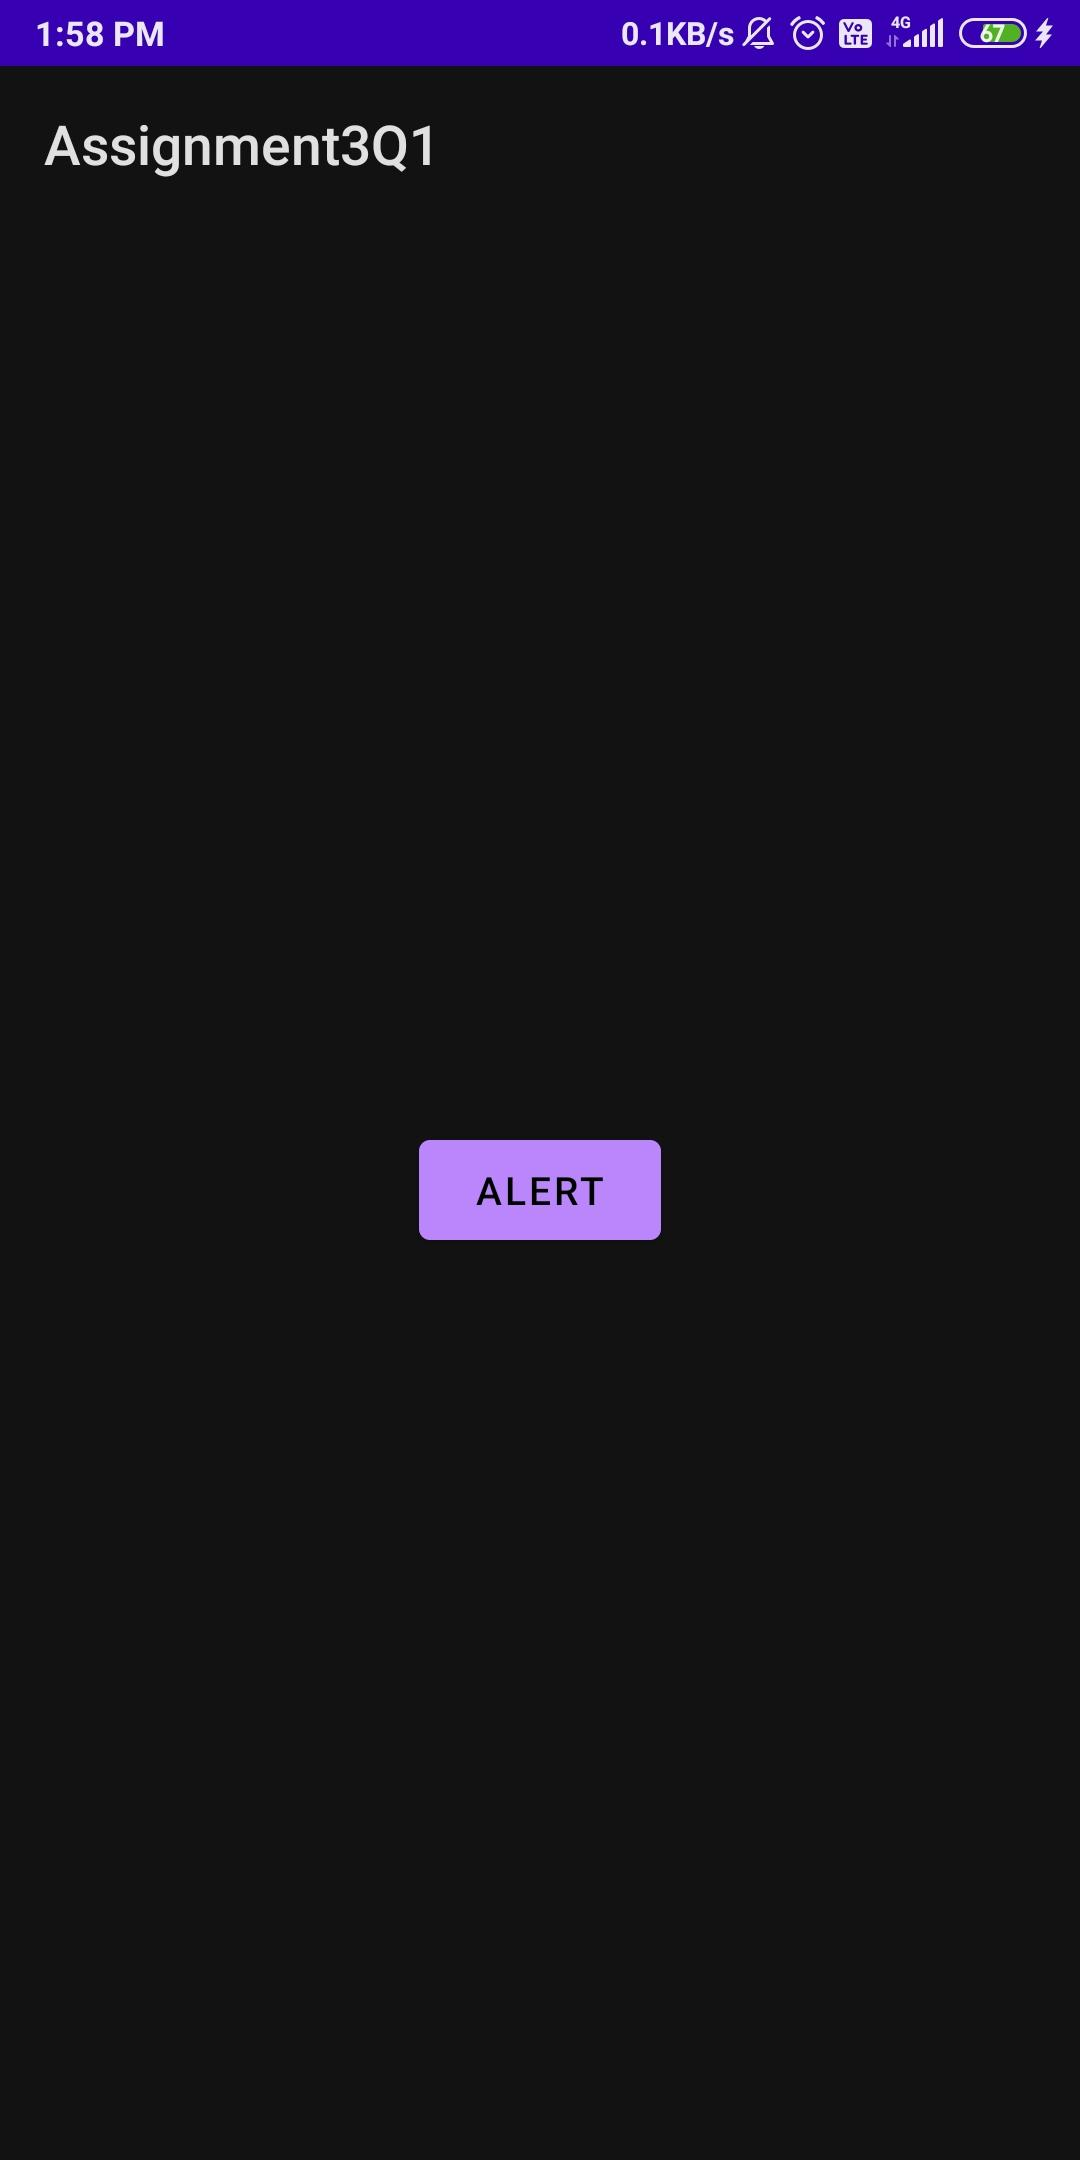 1:58 PM 0.1KB/s Vo LTE 4G 67
Assignment3Q1
ALERT